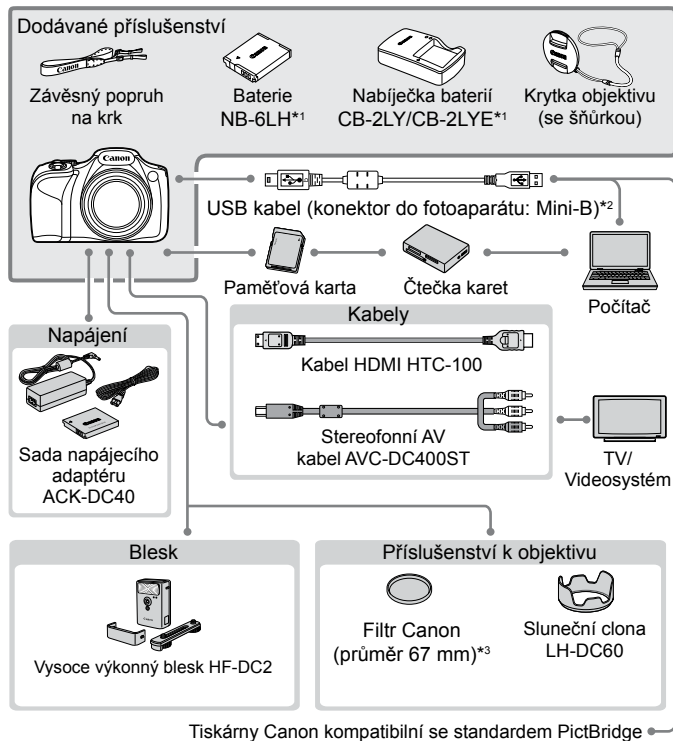 Dodávané příslušenství
Canon
Závěsný popruh
na krk
Canon
Baterie
NB-6LH*1
Nabíječka baterií
CB-2LY/CB-2LYE*1
Krytka objektivu
(se šňůrkou)
Canon
USB kabel (konektor do fotoaparátu: Mini-B)*2
Paměťová karta
Čtečka karet
Počítač
Napájení
Sada napájecího
adaptéru
ACK-DC40
Kabely
Kabel HDMI HTC-100
Stereofonní AV
kabel AVC-DC400ST
TV/
Videosystém
Blesk
Vysoce výkonný blesk HF-DC2
Příslušenství k objektivu
Filtr Canon
(průměr 67 mm)*3
Sluneční clona
LH-DC60
Tiskárny Canon kompatibilní se standardem PictBridge